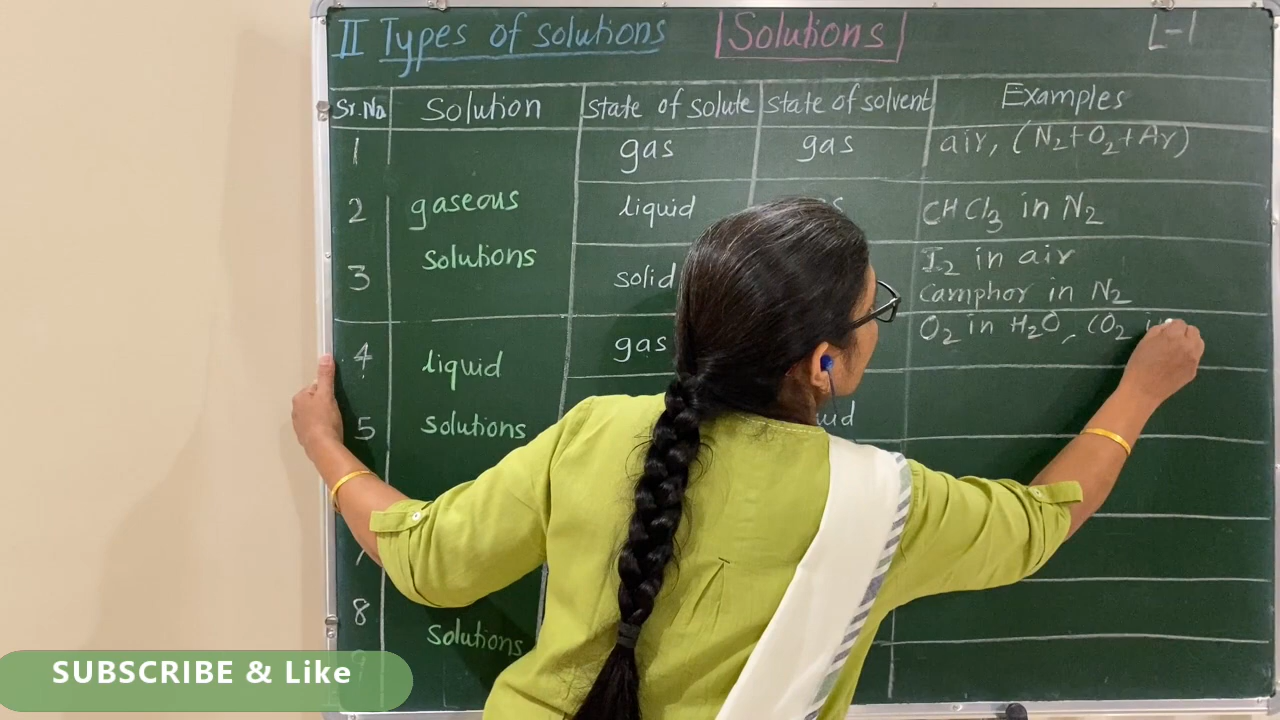 II Types of solutions
Solutions
L-1
Sr.No Solution state of solute state of solvent Examples
1 gas gas air, (N₂+O₂+Ar)
2 gaseous liquid CHCl₃ in N₂
solutions
3 solid I₂ in air
camphor in N₂
4 liquid gas O₂ in H₂O, CO₂
5 solutions
8
solutions
SUBSCRIBE & Like